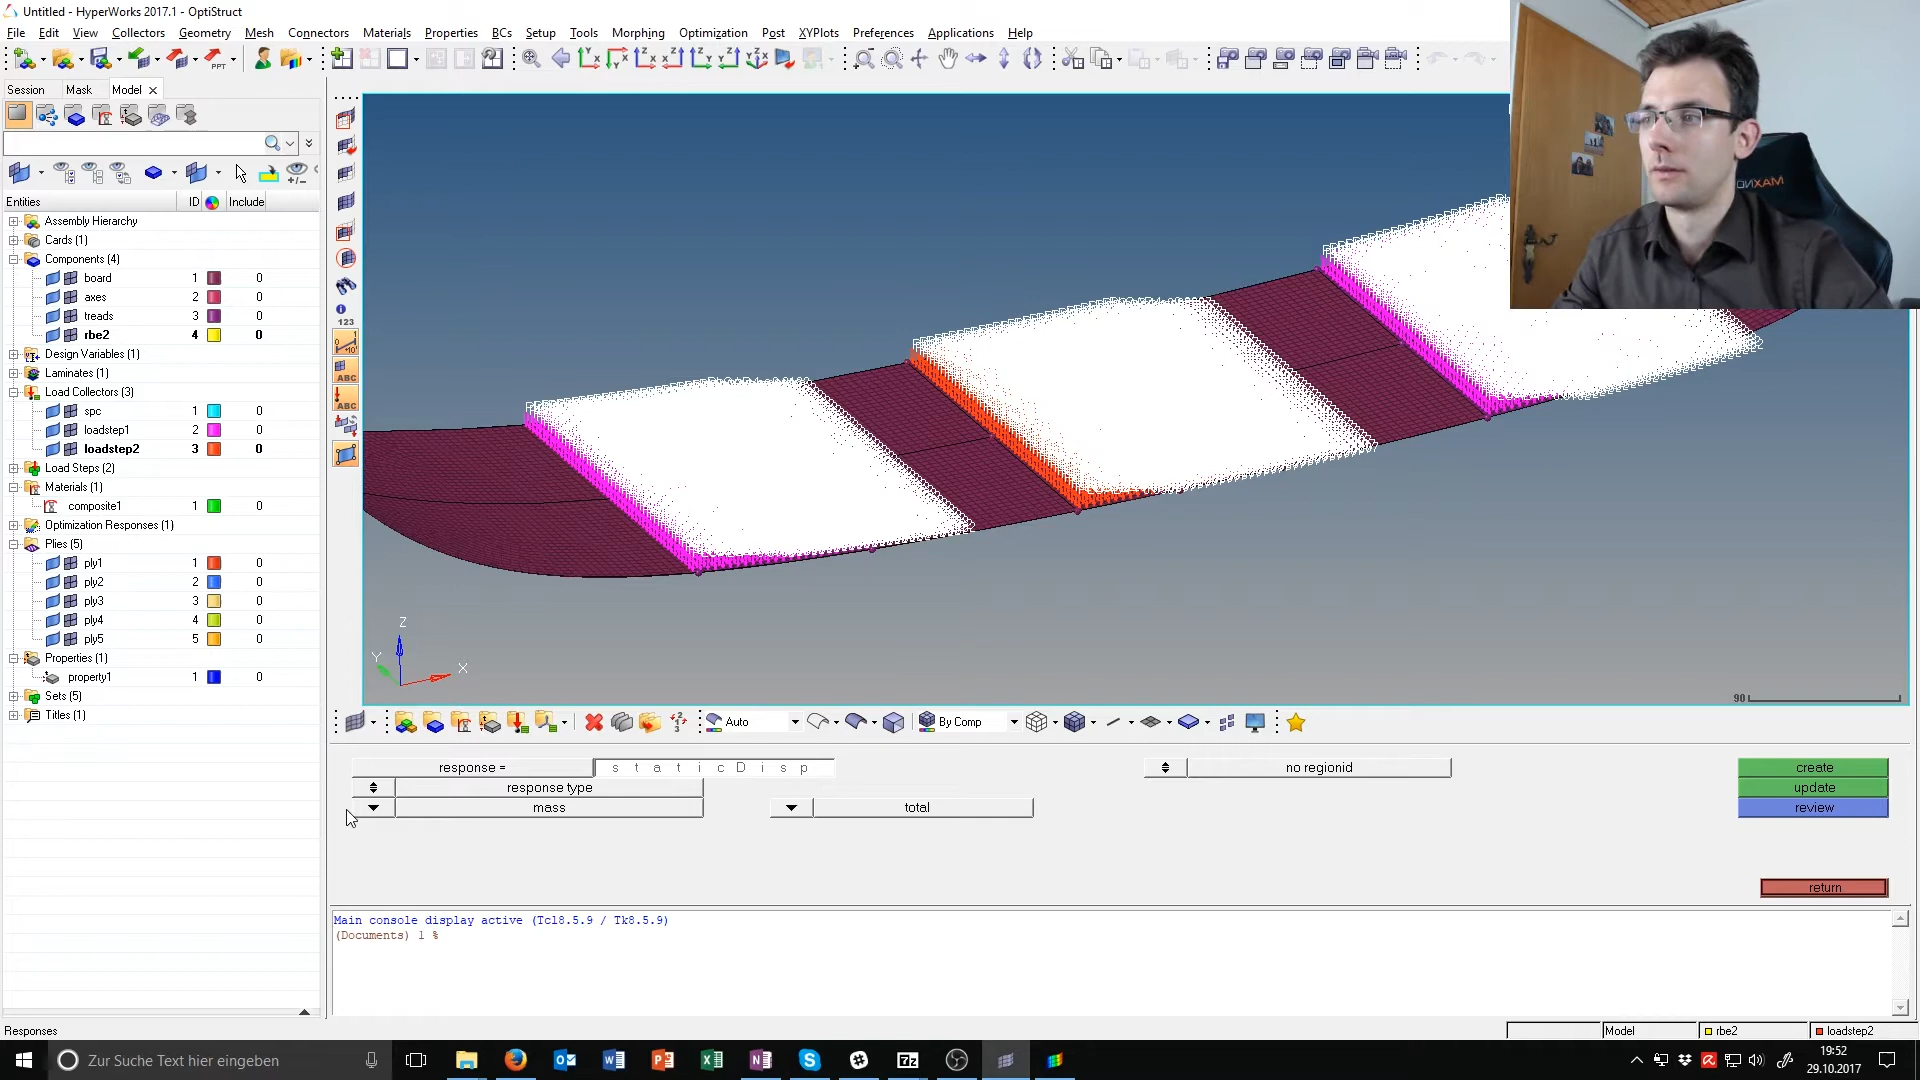 Untitled - HyperWorks 2017.1 - OptiStruct
File Edit View Collectors Geometry Mesh Connectors Materials Properties BCs Setup Tools Morphing Optimization Post XYPlots Preferences Applications Help
PPT
Session Mask Model
Entities ID Include
Assembly Hierarchy
Cards (1)
Components (4)
board 1 0
axes 2 0
treads 3 0
rbe2 4 0
Design Variables (1)
Laminates (1)
Load Collectors (3)
spc 1 0
loadstep1 2 0
loadstep2 3 0
Load Steps (2)
Materials (1)
composite1 1 0
Optimization Responses (1)
Plies (5)
ply1 1 0
ply2 2 0
ply3 3 0
ply4 4 0
ply5 5 0
Properties (1)
property1 1 0
Sets (5)
Titles (1)
123
ABC
ABC
Z
Y
X
90
MAXNO
Auto
By Comp
response = staticDisp
no regionid
create
response type
update
mass
total
review
return
Main console display active (Tcl8.5.9 / Tk8.5.9)
(Documents) 1 %
Responses
Model
rbe2
loadstep2
Zur Suche Text hier eingeben
19:52
29.10.2017